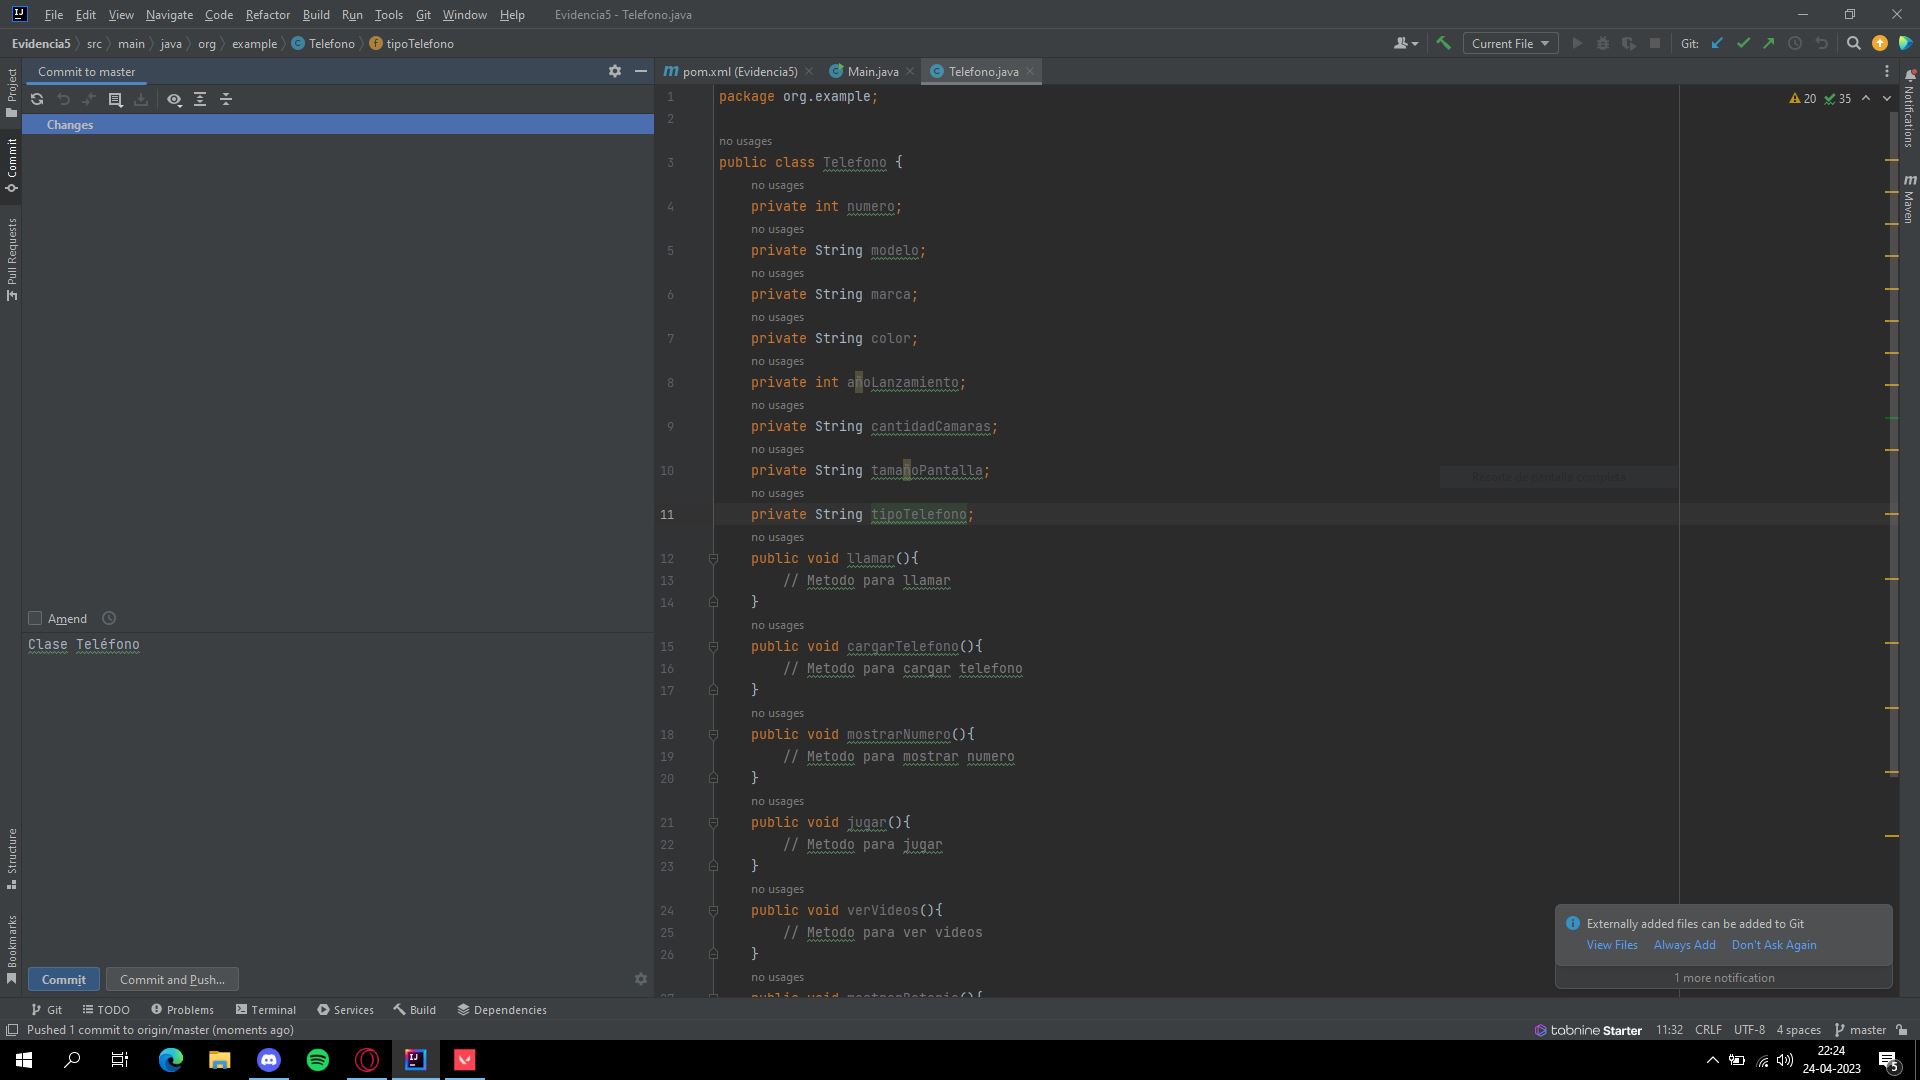 File Edit View Navigate Code Refactor Build Run Tools Git Window Help Evidencia5 - Telefono.java
Evidencia5 src main java org example Telefono tipoTelefono
Current File Git:
Commit to master
pom.xml (Evidencia5) Main.java Telefono.java
Project
Commit
Pull Requests
Structure
Bookmarks
Notifications
Maven
Changes
20 35
1 package org.example;
2
no usages
3 public class Telefono {
no usages
4 private int numero;
no usages
5 private String modelo;
no usages
6 private String marca;
no usages
7 private String color;
no usages
8 private int añoLanzamiento;
no usages
9 private String cantidadCamaras;
no usages
10 private String tamañoPantalla;
Recorte de pantalla completa
no usages
11 private String tipoTelefono;
no usages
12 public void llamar(){
13 // Metodo para llamar
14 }
no usages
15 public void cargarTelefono(){
16 // Metodo para cargar telefono
17 }
no usages
18 public void mostrarNumero(){
19 // Metodo para mostrar numero
20 }
no usages
21 public void jugar(){
22 // Metodo para jugar
23 }
no usages
24 public void verVideos(){
25 // Metodo para ver videos
26 }
no usages
Amend
Clase Teléfono
Commit Commit and Push...
Externally added files can be added to Git
View Files Always Add Don't Ask Again
1 more notification
Git TODO Problems Terminal Services Build Dependencies
Pushed 1 commit to origin/master (moments ago)
tabnine Starter 11:32 CRLF UTF-8 4 spaces master
22:24
24-04-2023
5